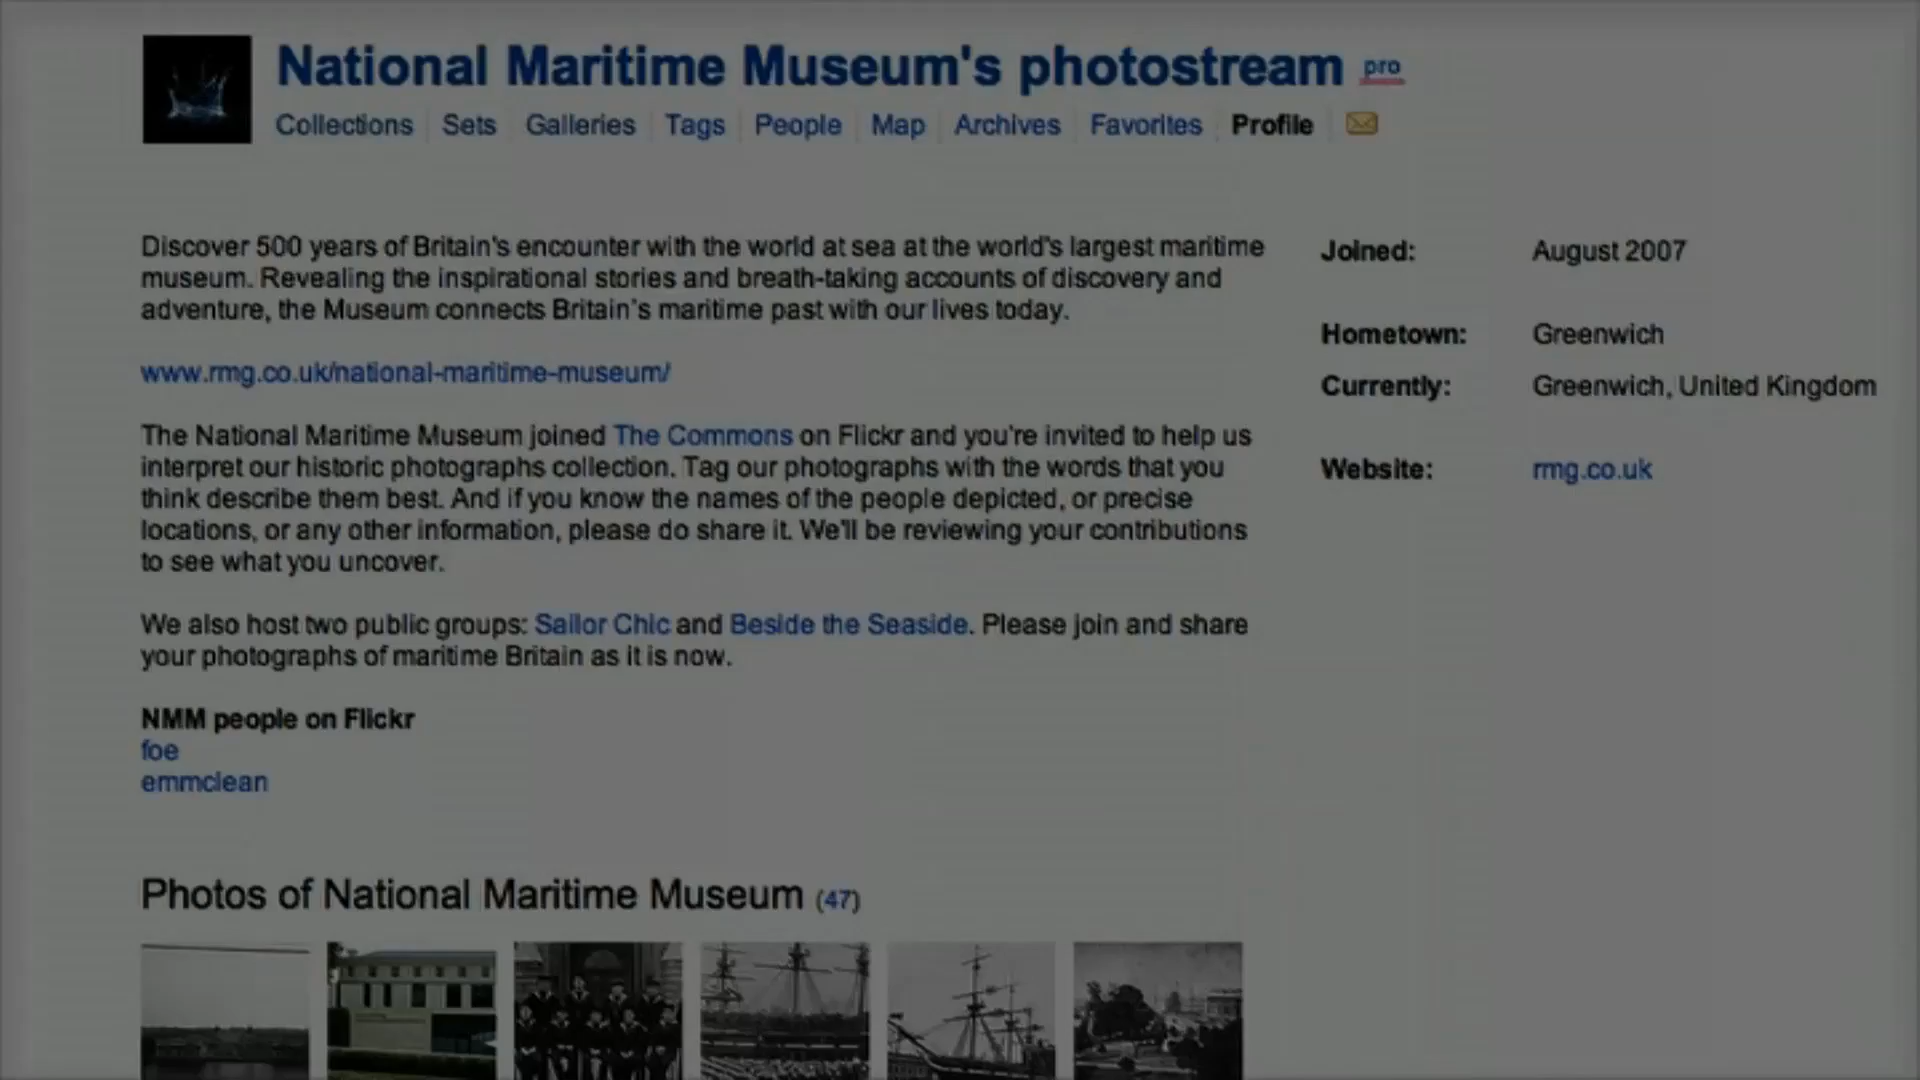 National Maritime Museum's photostream pro
Collections Sets Galleries Tags People Map Archives Favorites Profile
Discover 500 years of Britain's encounter with the world at sea at the world's largest maritime
museum. Revealing the inspirational stories and breath-taking accounts of discovery and
adventure, the Museum connects Britain's maritime past with our lives today.
www.rmg.co.uk/national-maritime-museum/
The National Maritime Museum joined The Commons on Flickr and you're invited to help us
interpret our historic photographs collection. Tag our photographs with the words that you
think describe them best. And if you know the names of the people depicted, or precise
locations, or any other information, please do share it. We'll be reviewing your contributions
to see what you uncover.
We also host two public groups: Sailor Chic and Beside the Seaside. Please join and share
your photographs of maritime Britain as it is now.
NMM people on Flickr
foe
emmclean
Joined: August 2007
Hometown: Greenwich
Currently: Greenwich, United Kingdom
Website: rmg.co.uk
Photos of National Maritime Museum (47)